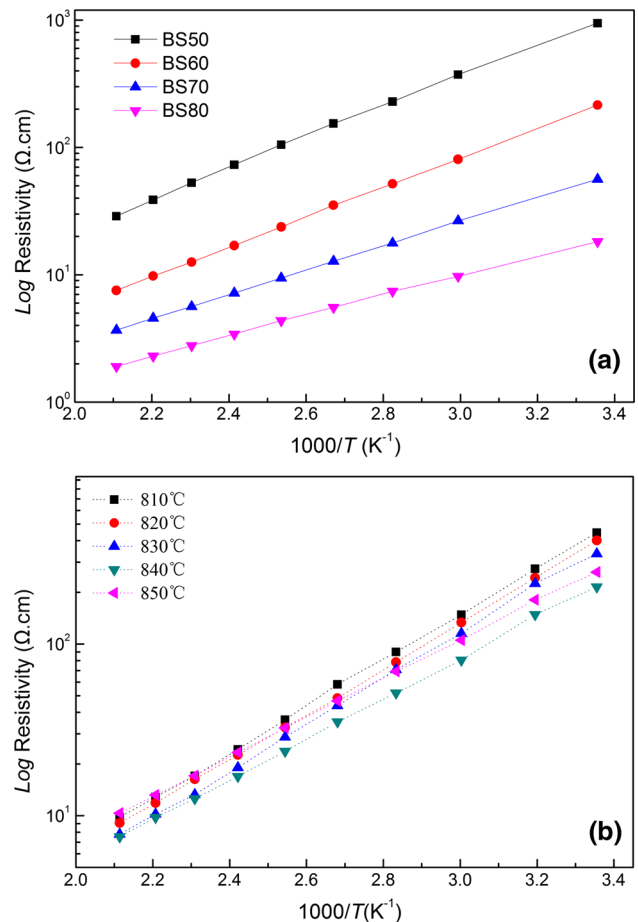 10³
BS50
BS60
BS70
BS80
10²
10¹
10⁰
Log Resistivity (Ω.cm)
(a)
2.0 2.2 2.4 2.6 2.8 3.0 3.2 3.4
1000/T (K⁻¹)
810℃
820℃
830℃
840℃
850℃
10²
10¹
Log Resistivity (Ω.cm)
(b)
2.0 2.2 2.4 2.6 2.8 3.0 3.2 3.4
1000/T(K⁻¹)